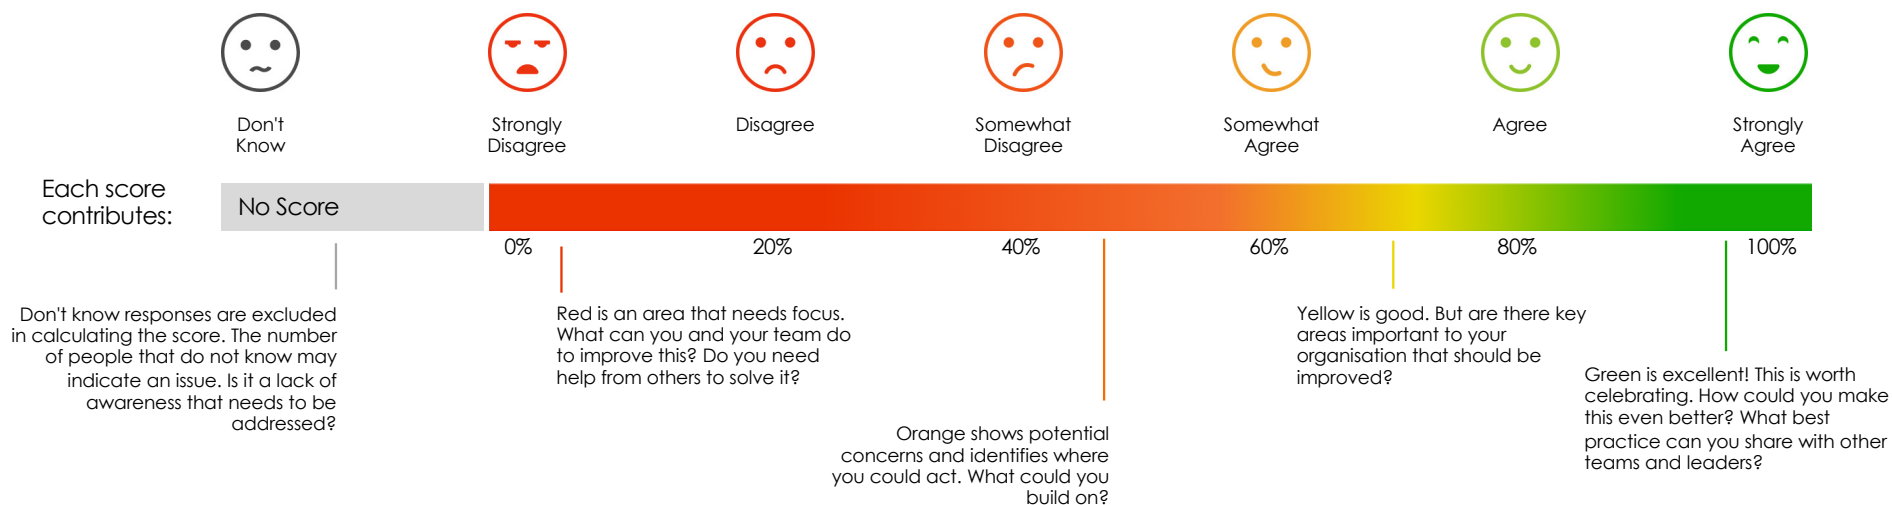 Don't
Know
Strongly
Disagree
Disagree
Somewhat
Disagree
Somewhat
Agree
Agree
Strongly
Agree
Each score
contributes:
No Score
0%
20%
40%
60%
80%
100%
Don't know responses are excluded
in calculating the score. The number
of people that do not know may
indicate an issue. Is it a lack of
awareness that needs to be
addressed?
Red is an area that needs focus.
What can you and your team do
to improve this? Do you need
help from others to solve it?
Orange shows potential
concerns and identifies where
you could act. What could you
build on?
Yellow is good. But are there key
areas important to your
organisation that should be
improved?
Green is excellent! This is worth
celebrating. How could you make
this even better? What best
practice can you share with other
teams and leaders?